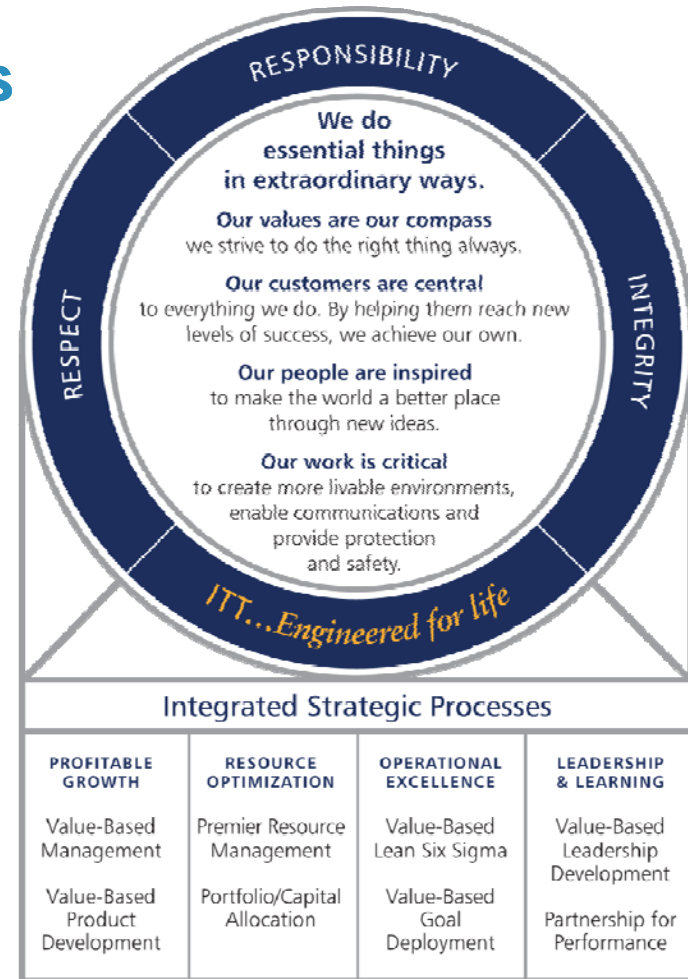 s
RESPONSIBILITY
RESPECT
INTEGRITY
We do
essential things
in extraordinary ways.
Our values are our compass
we strive to do the right thing always.
Our customers are central
to everything we do. By helping them reach new
levels of success, we achieve our own.
Our people are inspired
to make the world a better place
through new ideas.
Our work is critical
to create more livable environments,
enable communications and
provide protection
and safety.
ITT...Engineered for life
Integrated Strategic Processes
PROFITABLE
GROWTH
Value-Based
Management
Value-Based
Product
Development
RESOURCE
OPTIMIZATION
Premier Resource
Management
Portfolio/Capital
Allocation
OPERATIONAL
EXCELLENCE
Value-Based
Lean Six Sigma
Value-Based
Goal
Deployment
LEADERSHIP
& LEARNING
Value-Based
Leadership
Development
Partnership for
Performance